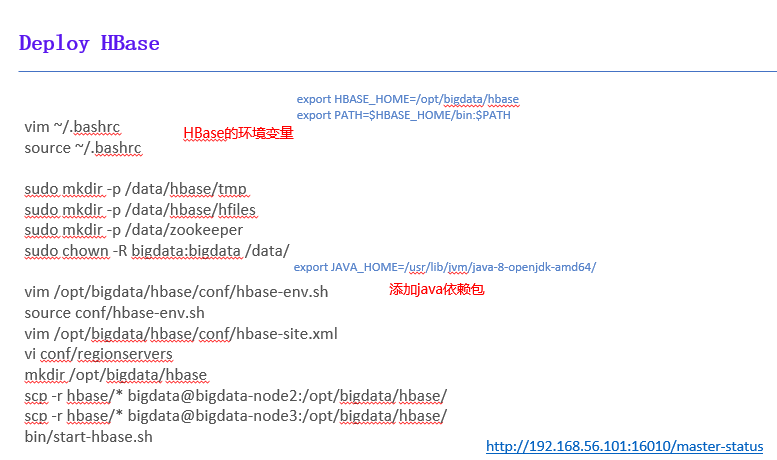 Deploy HBase
export HBASE_HOME=/opt/bigdata/hbase
export PATH=$HBASE_HOME/bin:$PATH
vim ~/.bashrc
HBase的环境变量
source ~/.bashrc
sudo mkdir -p /data/hbase/tmp
sudo mkdir -p /data/hbase/hfiles
sudo mkdir -p /data/zookeeper
sudo chown -R bigdata:bigdata /data/
export JAVA_HOME=/usr/lib/jvm/java-8-openjdk-amd64/
vim /opt/bigdata/hbase/conf/hbase-env.sh
添加java依赖包
source conf/hbase-env.sh
vim /opt/bigdata/hbase/conf/hbase-site.xml
vi conf/regionservers
mkdir /opt/bigdata/hbase
scp -r hbase/* bigdata@bigdata-node2:/opt/bigdata/hbase/
scp -r hbase/* bigdata@bigdata-node3:/opt/bigdata/hbase/
bin/start-hbase.sh
http://192.168.56.101:16010/master-status